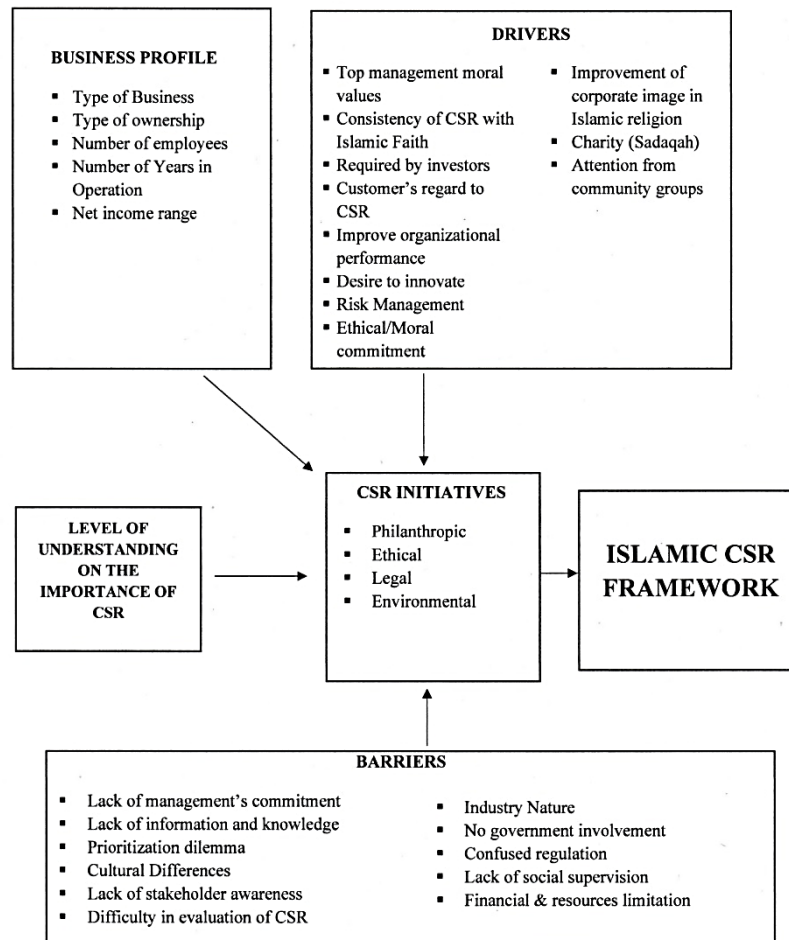 BUSINESS PROFILE
▪ Type of Business
▪ Type of ownership
▪ Number of employees
▪ Number of Years in
Operation
▪ Net income range
DRIVERS
▪ Top management moral
values
▪ Consistency of CSR with
Islamic Faith
▪ Required by investors
▪ Customer's regard to
CSR
▪ Improve organizational
performance
▪ Desire to innovate
▪ Risk Management
▪ Ethical/Moral
commitment
▪ Improvement of
corporate image in
Islamic religion
▪ Charity (Sadaqah)
▪ Attention from
community groups
LEVEL OF
UNDERSTANDING
ON THE
IMPORTANCE OF
CSR
CSR INITIATIVES
▪ Philanthropic
▪ Ethical
▪ Legal
▪ Environmental
ISLAMIC CSR
FRAMEWORK
BARRIERS
▪ Lack of management's commitment
▪ Lack of information and knowledge
▪ Prioritization dilemma
▪ Cultural Differences
▪ Lack of stakeholder awareness
▪ Difficulty in evaluation of CSR
▪ Industry Nature
▪ No government involvement
▪ Confused regulation
▪ Lack of social supervision
▪ Financial & resources limitation